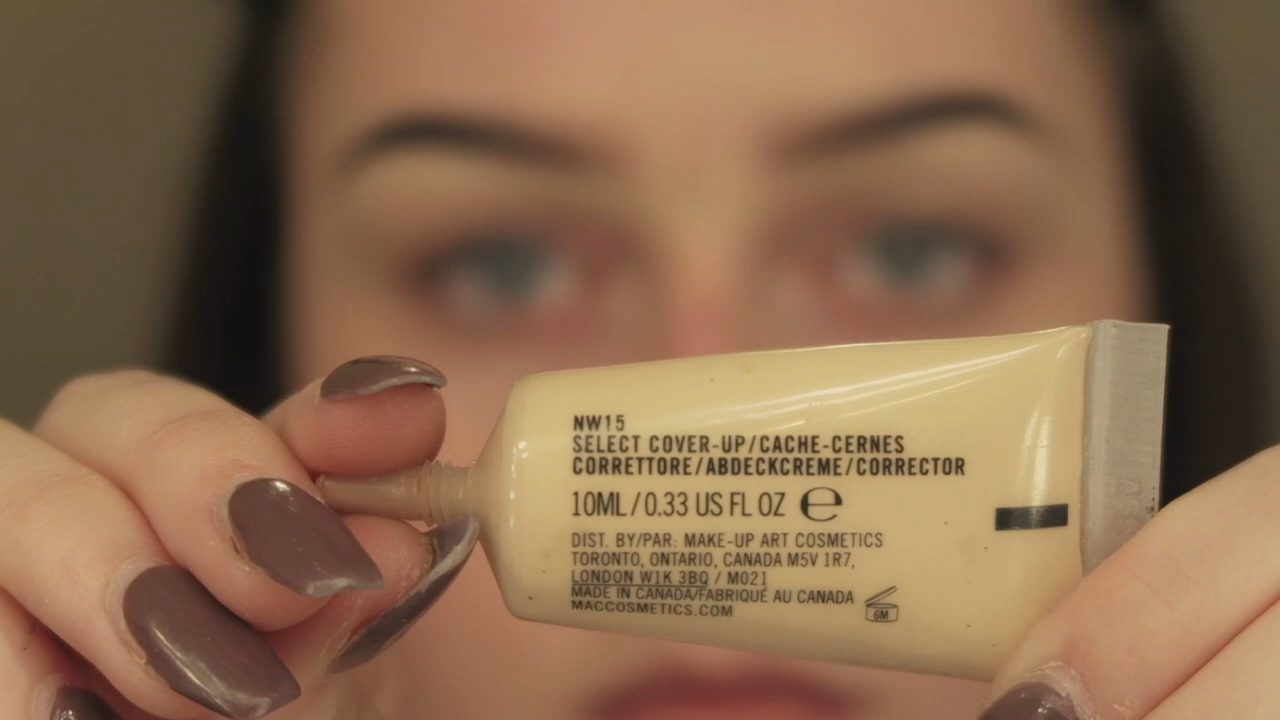 NW15
SELECT COVER-UP/CACHE-CERNES
CORRETTORE/ABDECKCREME/CORRECTOR
10ML/0.33 US FL OZ ℮
DIST. BY/PAR: MAKE-UP ART COSMETICS
TORONTO, ONTARIO, CANADA M5V 1R7,
LONDON W1K 3BQ / M021
MADE IN CANADA/FABRIQUÉ AU CANADA
MACCOSMETICS.COM
6M